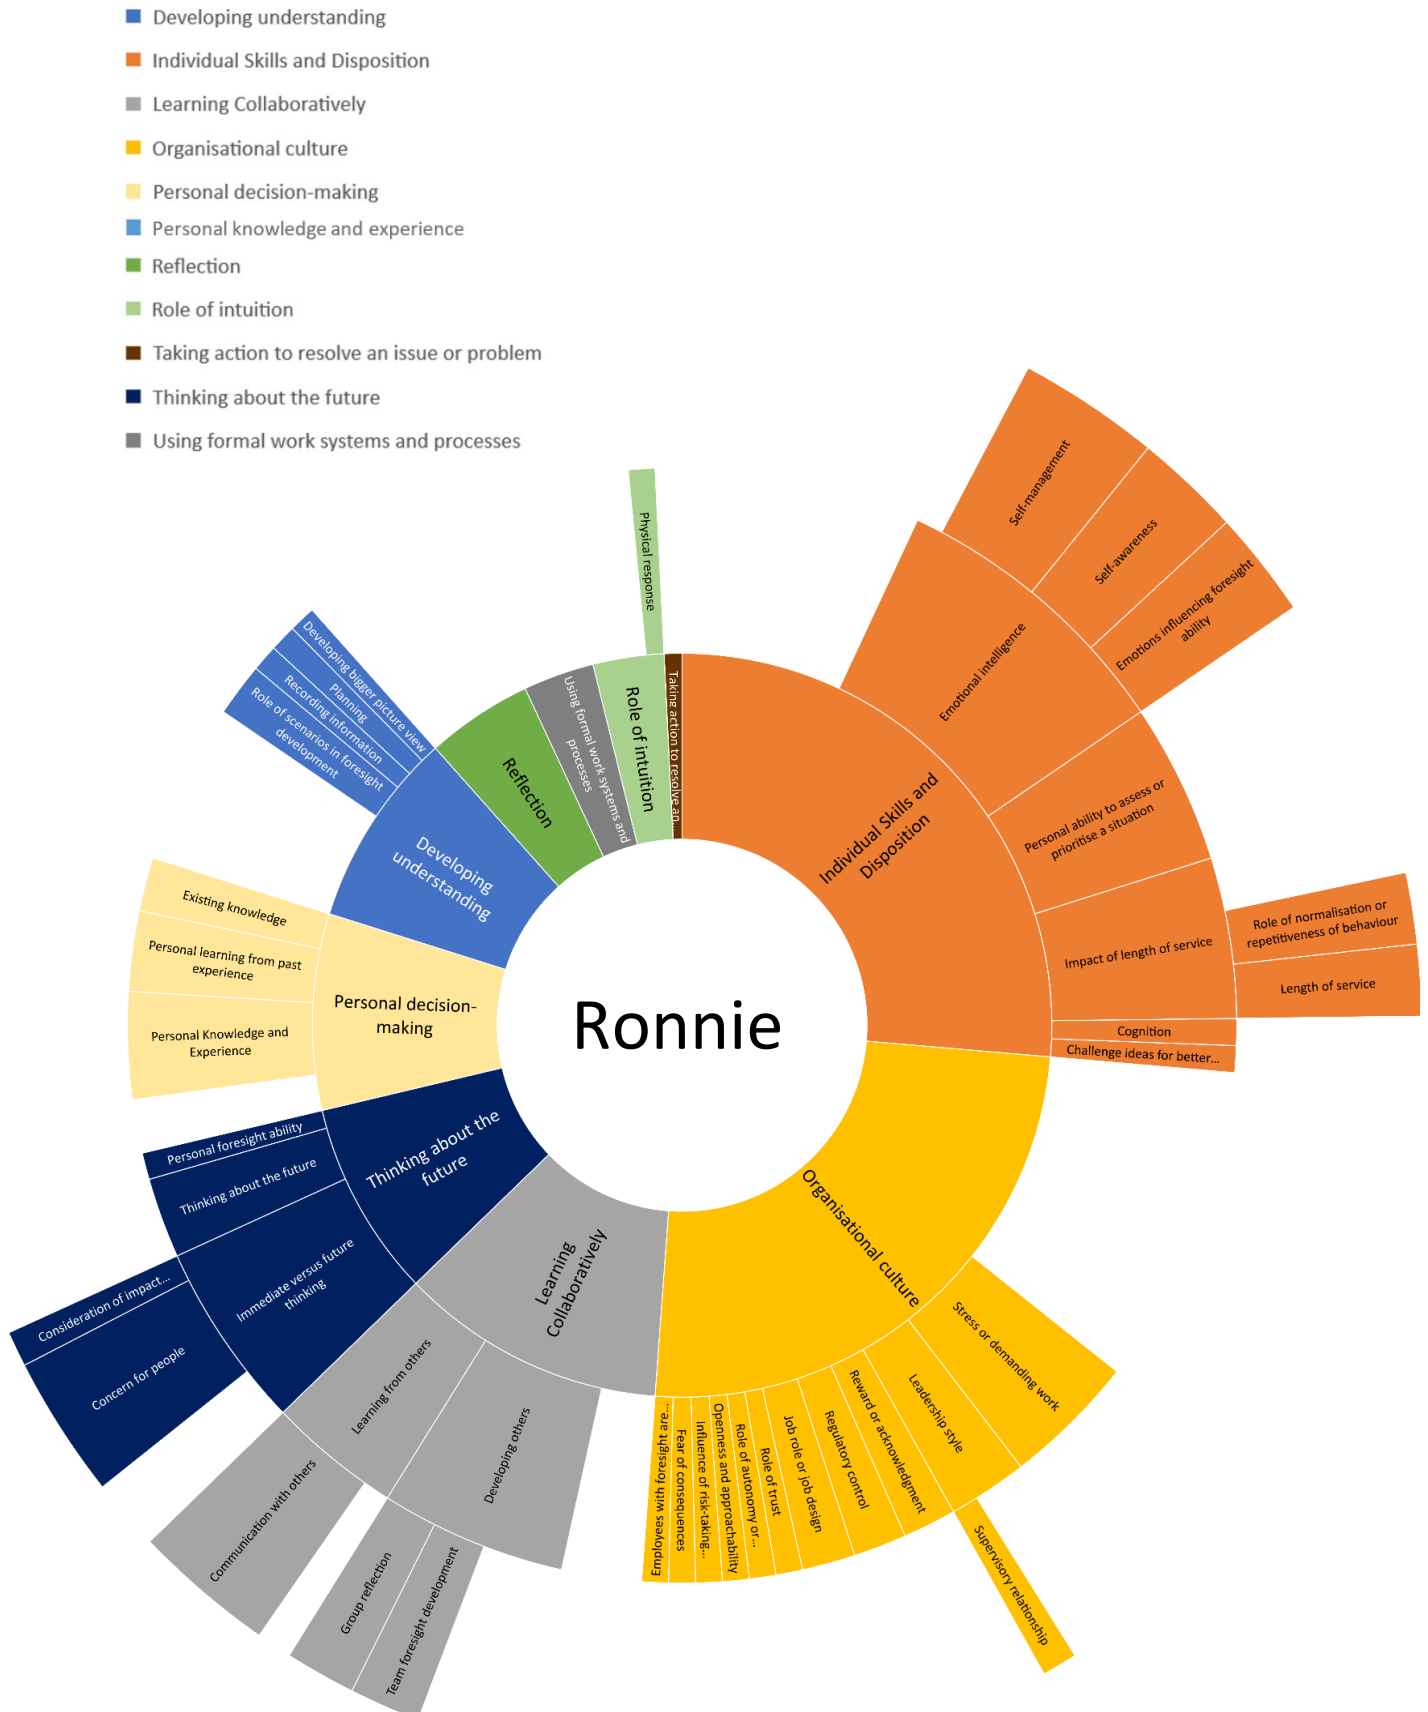 Developing understanding
Individual Skills and Disposition
Learning Collaboratively
Organisational culture
Personal decision-making
Personal knowledge and experience
Reflection
Role of intuition
Taking action to resolve an issue or problem
Thinking about the future
Using formal work systems and processes
Ronnie
Individual Skills and
Disposition
Emotional intelligence
Self-management
Self-awareness
Emotions influencing foresight
ability
Personal ability to assess or
prioritise a situation
Impact of length of service
Role of normalisation or
repetitiveness of behaviour
Length of service
Cognition
Challenge ideas for better...
Organisational culture
Stress or demanding work
Leadership style
Supervisory relationship
Reward or acknowledgment
Regulatory control
Job role or job design
Role of trust
Role of autonomy or...
Openness and approachability
Influence of risk-taking...
Fear of consequences
Employees with foresight are...
Learning
Collaboratively
Developing others
Team foresight development
Group reflection
Learning from others
Communication with others
Thinking about the
future
Immediate versus future
thinking
Concern for people
Consideration of impact...
Thinking about the future
Personal foresight ability
Personal decision-
making
Personal Knowledge and
Experience
Personal learning from past
experience
Existing knowledge
Developing
understanding
Role of scenarios in foresight
development
Recording information
Planning
Developing bigger picture view
Reflection
Using formal work systems and
processes
Role of intuition
Physical response
Taking action to resolve an...